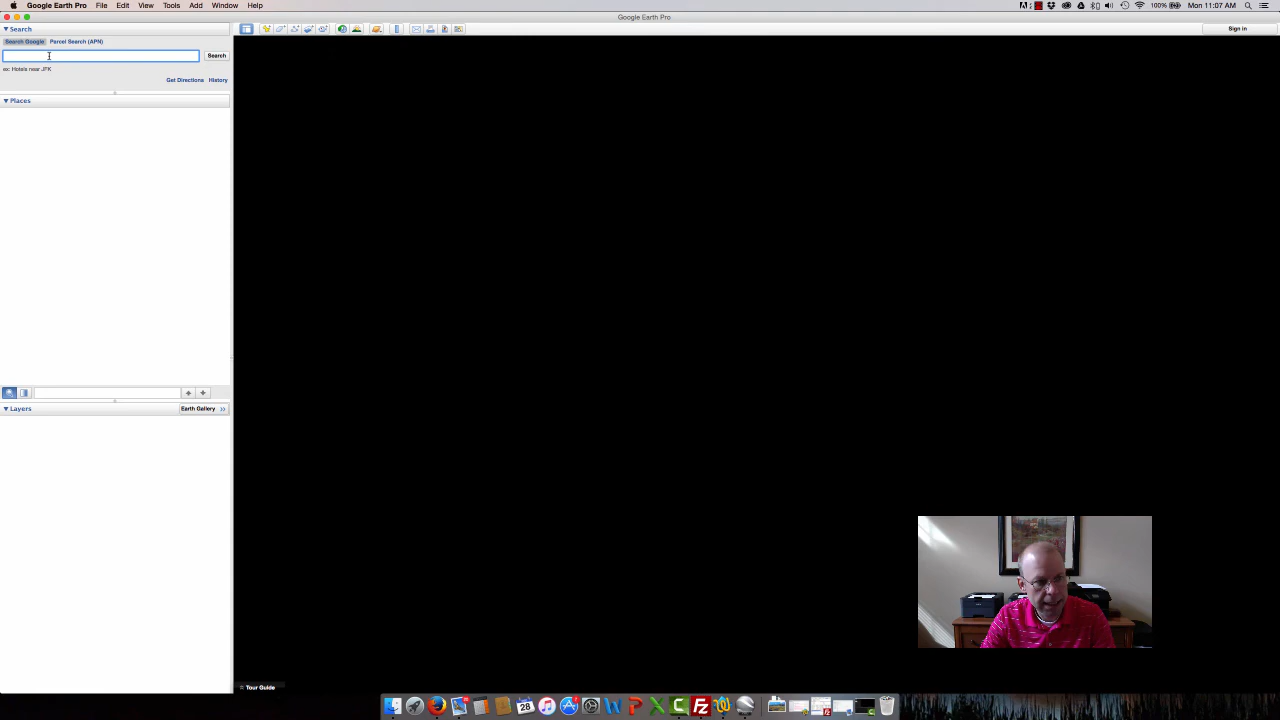 Google Earth Pro File Edit View Tools Add Window Help 100% Mon 11:07 AM
Google Earth Pro
Search
Sign in
Search Google Parcel Search (APN)
Search
ex: Hotels near JFK
Get Directions History
Places
Layers Earth Gallery >>
Tour Guide
28